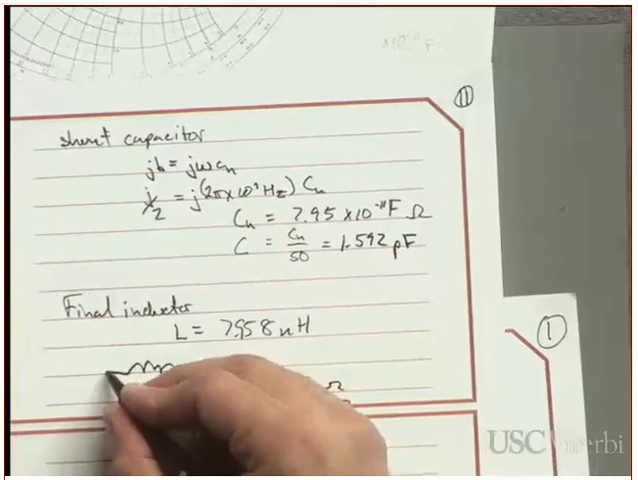 11
shunt capacitor
jb = jωCn
j/2 = j(2π×10⁹ Hz) Cn
Cn = 7.95 ×10⁻¹¹ F Ω
C = Cn/50 = 1.592 pF
Final inductor
L = 7.958 nH
Ω
1
USC Viterbi